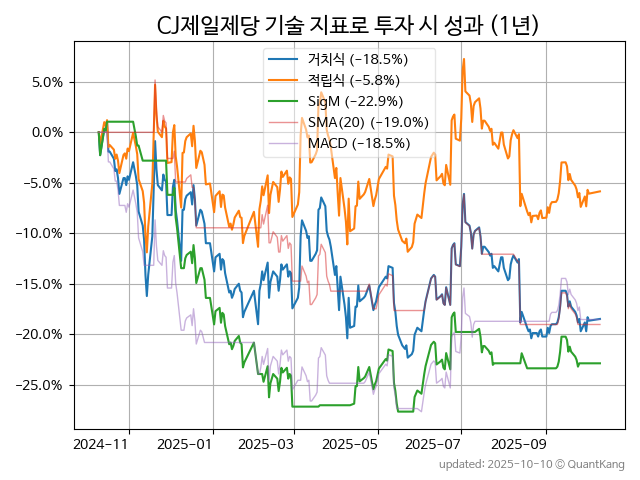 CJ제일제당 기술 지표로 투자 시 성과 (1년)
거치식 (−18.5%)
적립식 (−5.8%)
SigM (−22.9%)
SMA(20) (−19.0%)
MACD (−18.5%)
5.0%
0.0%
−5.0%
−10.0%
−15.0%
−20.0%
−25.0%
2024-11 2025-01 2025-03 2025-05 2025-07 2025-09
updated: 2025-10-10 © QuantKang